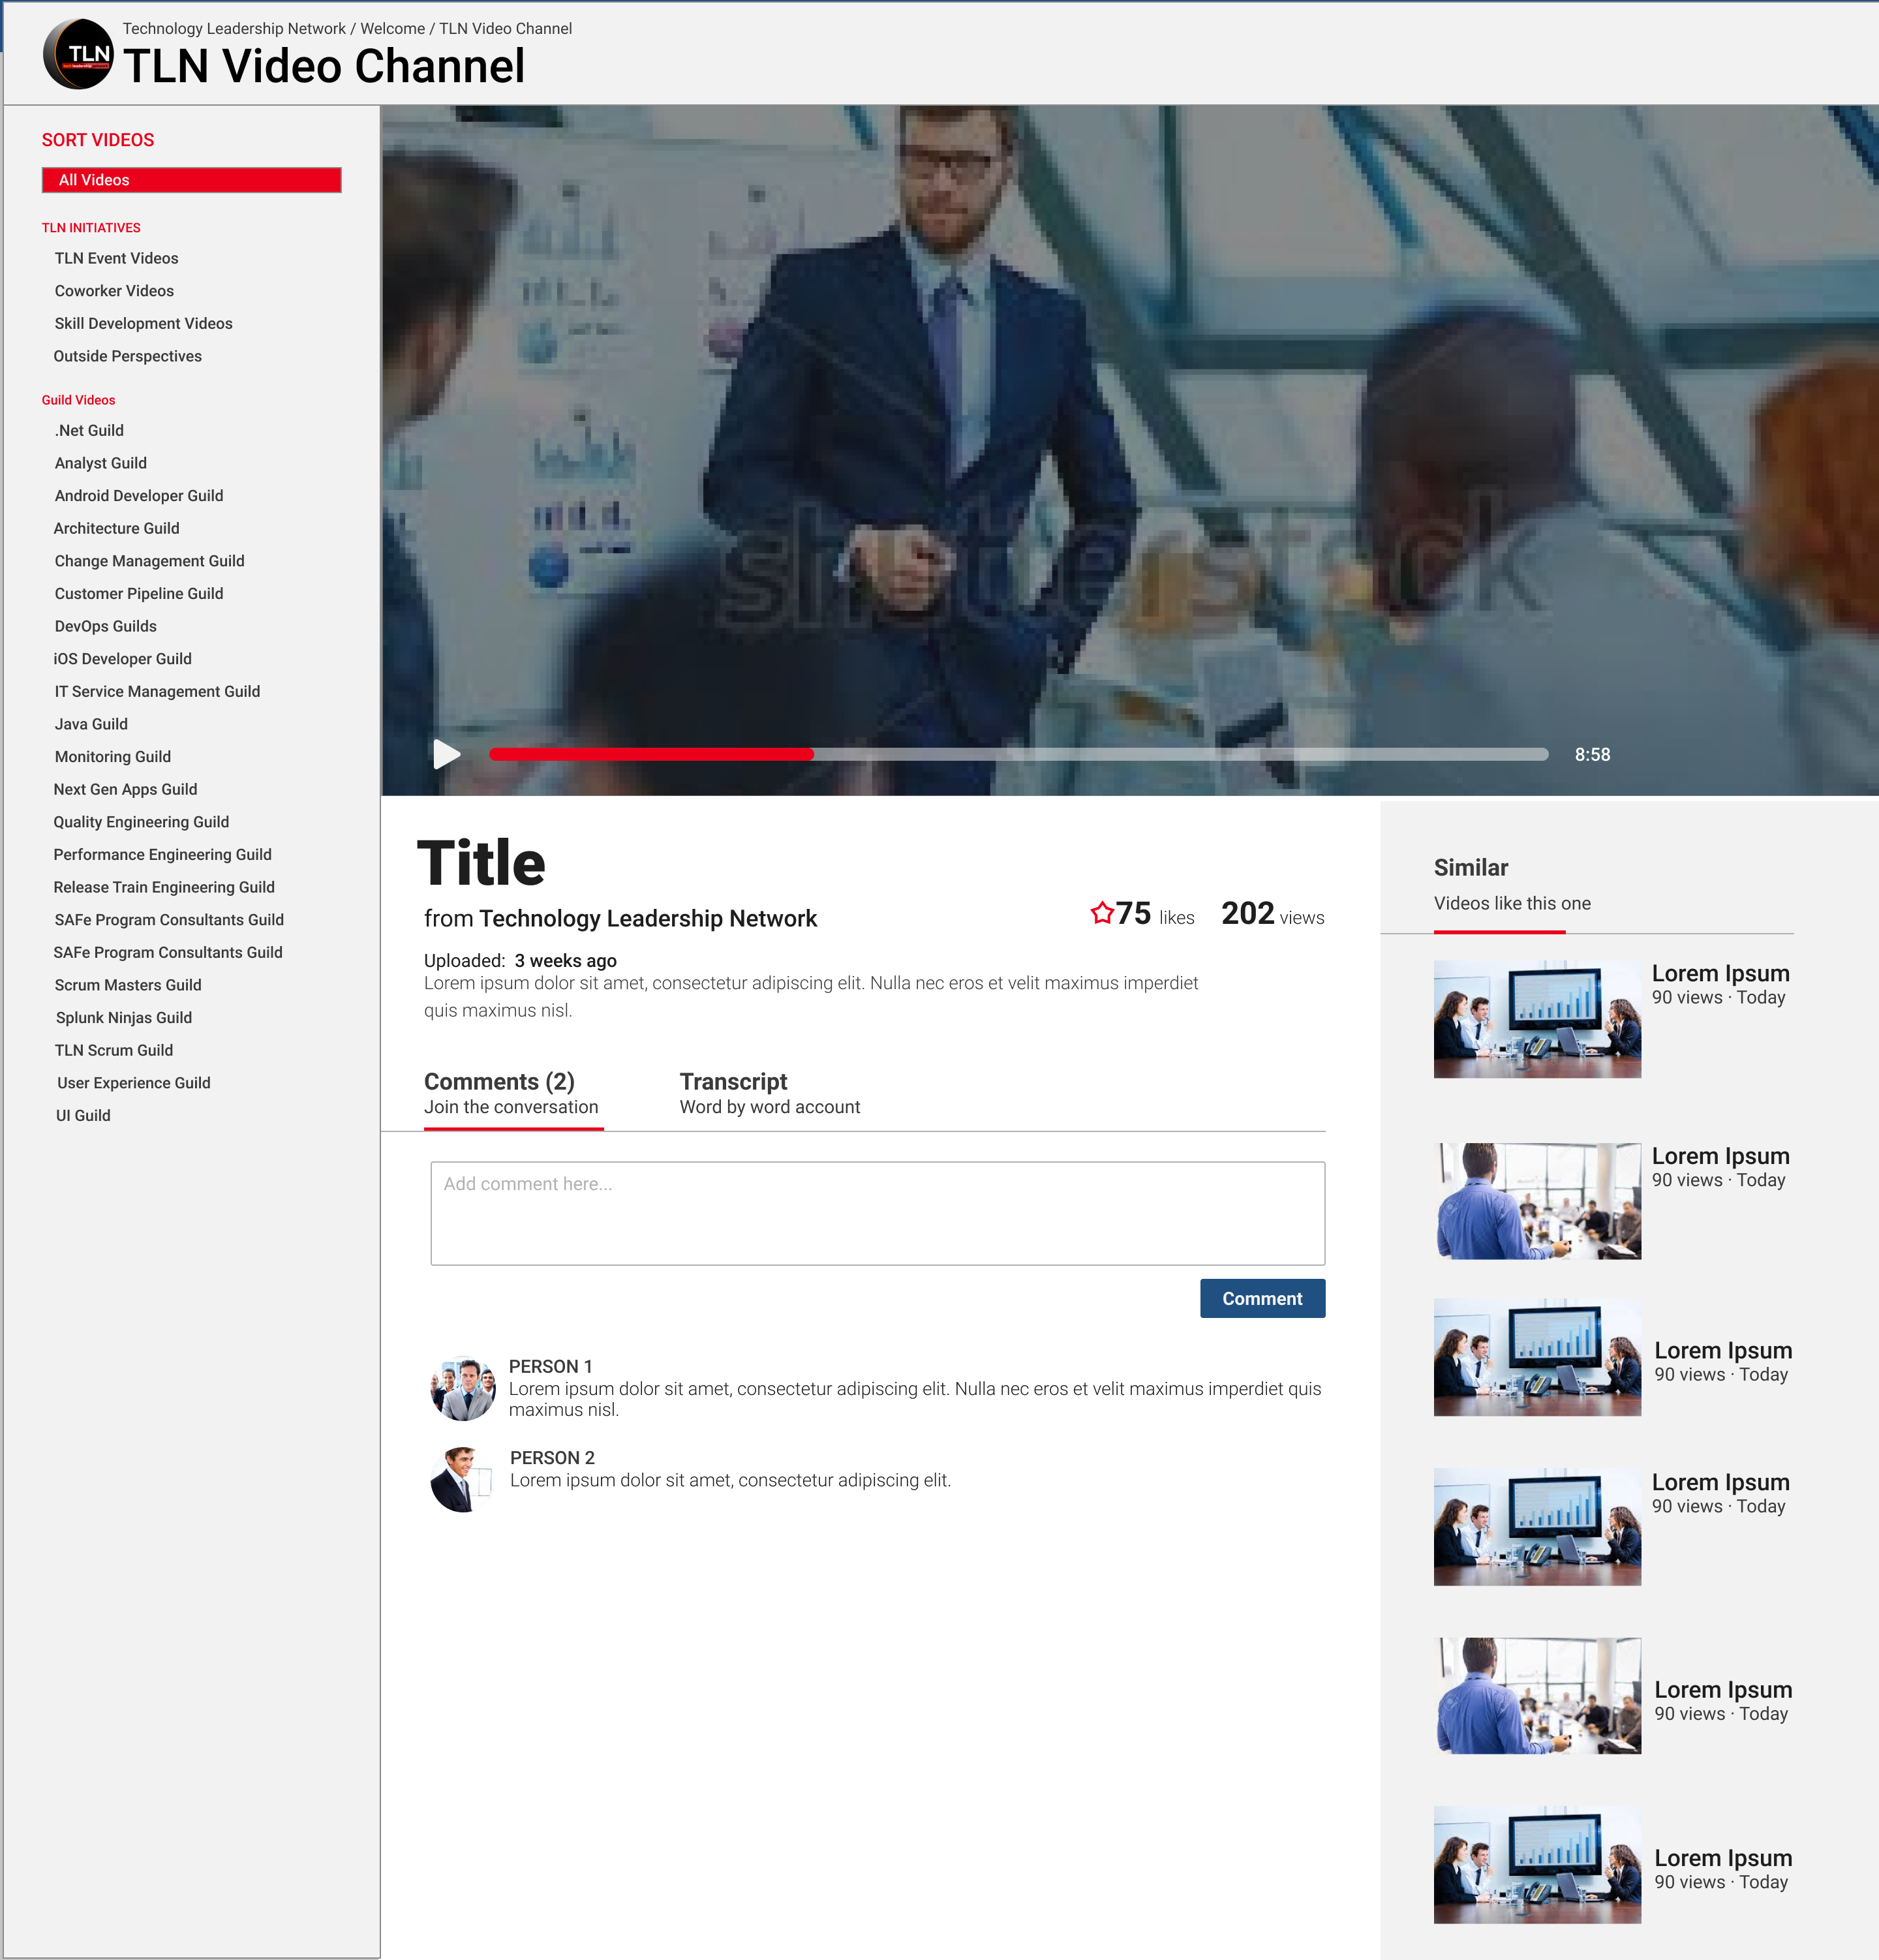 Technology Leadership Network / Welcome / TLN Video Channel
TLN
TLN Video Channel
SORT VIDEOS
All Videos
TLN INITIATIVES
TLN Event Videos
Coworker Videos
Skill Development Videos
Outside Perspectives
Guild Videos
.Net Guild
Analyst Guild
Android Developer Guild
Architecture Guild
Change Management Guild
Customer Pipeline Guild
DevOps Guilds
iOS Developer Guild
IT Service Management Guild
Java Guild
Monitoring Guild
Next Gen Apps Guild
Quality Engineering Guild
Performance Engineering Guild
Release Train Engineering Guild
SAFe Program Consultants Guild
SAFe Program Consultants Guild
Scrum Masters Guild
Splunk Ninjas Guild
TLN Scrum Guild
User Experience Guild
UI Guild
shutterstock
8:58
Title
from Technology Leadership Network
75 likes 202 views
Uploaded: 3 weeks ago
Lorem ipsum dolor sit amet, consectetur adipiscing elit. Nulla nec eros et velit maximus imperdiet
quis maximus nisl.
Comments (2)
Join the conversation
Transcript
Word by word account
Add comment here...
Comment
PERSON 1
Lorem ipsum dolor sit amet, consectetur adipiscing elit. Nulla nec eros et velit maximus imperdiet quis
maximus nisl.
PERSON 2
Lorem ipsum dolor sit amet, consectetur adipiscing elit.
Similar
Videos like this one
Lorem Ipsum
90 views · Today
Lorem Ipsum
90 views · Today
Lorem Ipsum
90 views · Today
Lorem Ipsum
90 views · Today
Lorem Ipsum
90 views · Today
Lorem Ipsum
90 views · Today